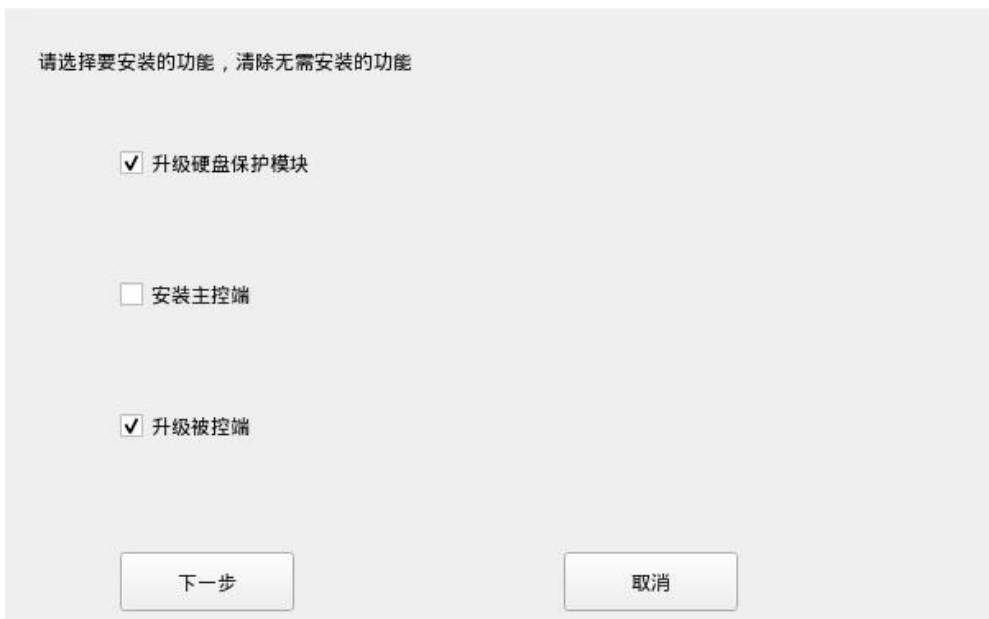 请选择要安装的功能，清除无需安装的功能
升级硬盘保护模块
安装主控端
升级被控端
下一步
取消